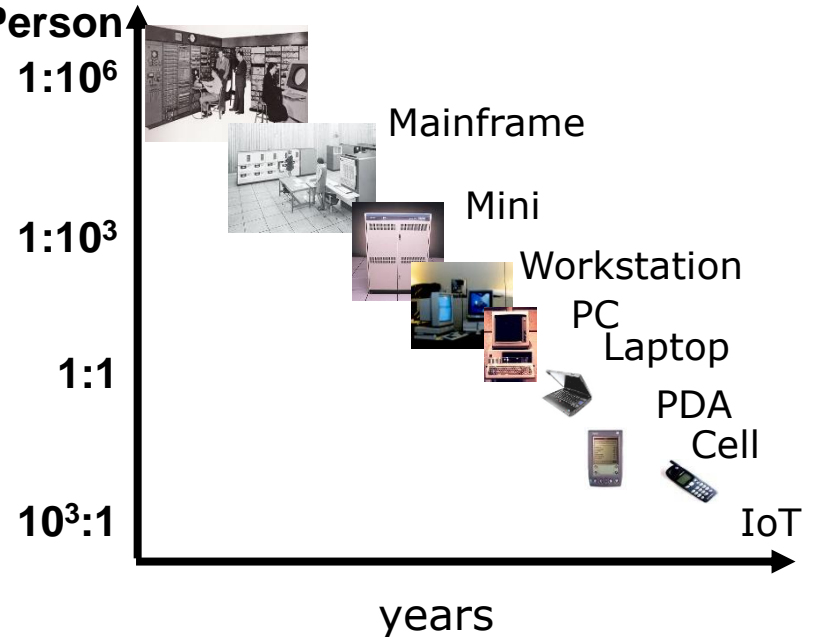 Person
1:10⁶
Mainframe
Mini
1:10³
Workstation
PC
Laptop
1:1
PDA
Cell
10³:1
IoT
years